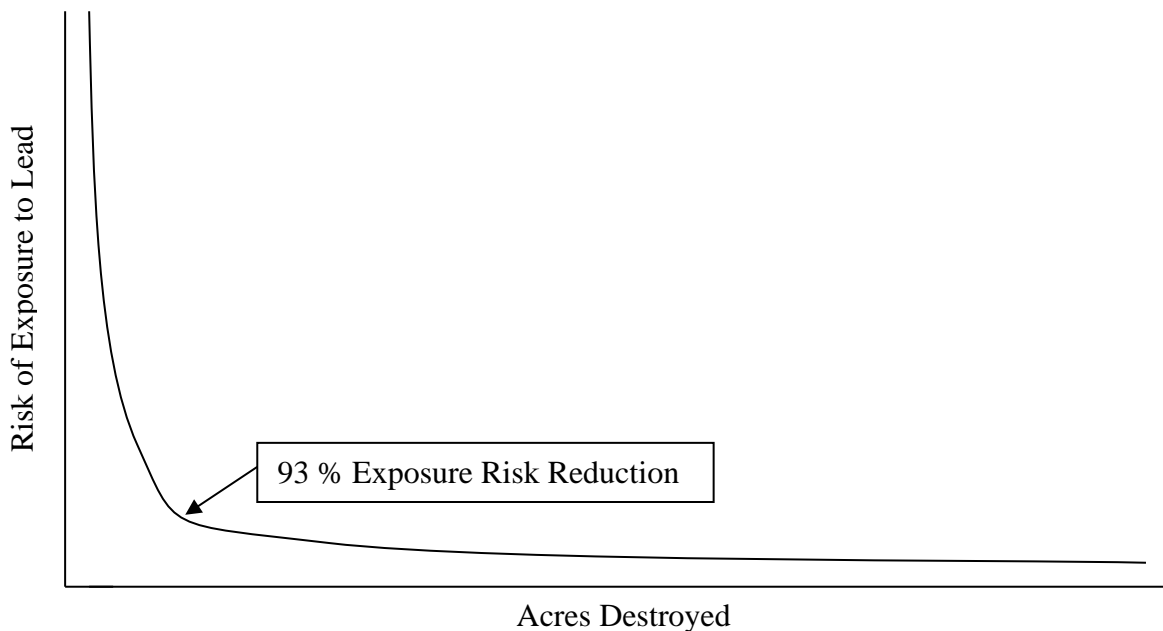 Risk of Exposure to Lead
93 % Exposure Risk Reduction
Acres Destroyed